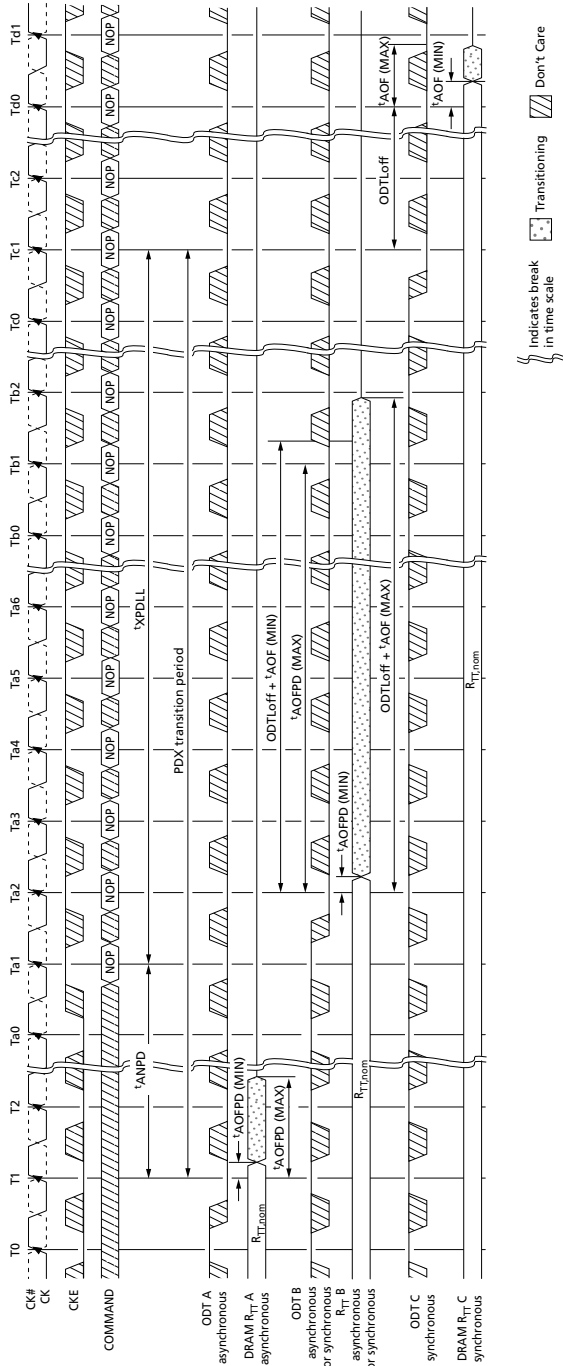 T0 T1 T2 Ta0 Ta1 Ta2 Ta3 Ta4 Ta5 Ta6 Tb0 Tb1 Tb2 Tc0 Tc1 Tc2 Td0 Td1
CK#
CK
CKE
COMMAND
NOP NOP NOP NOP NOP NOP NOP NOP NOP NOP NOP NOP NOP NOP
tANPD tXPDLL
PDX transition period
ODT A
asynchronous
tAOFPD (MIN)
DRAM RTT A
asynchronous
RTT,nom
tAOFPD (MAX)
ODTLoff + tAOF (MIN)
tAOFPD (MAX)
ODT B
asynchronous
or synchronous
tAOFPD (MIN)
RTT B
asynchronous
or synchronous
RTT,nom
ODTLoff + tAOF (MAX)
ODTLoff tAOF (MAX)
ODT C
synchronous
tAOF (MIN)
DRAM RTT C
synchronous
RTT,nom
Indicates break
in time scale
Transitioning
Don't Care